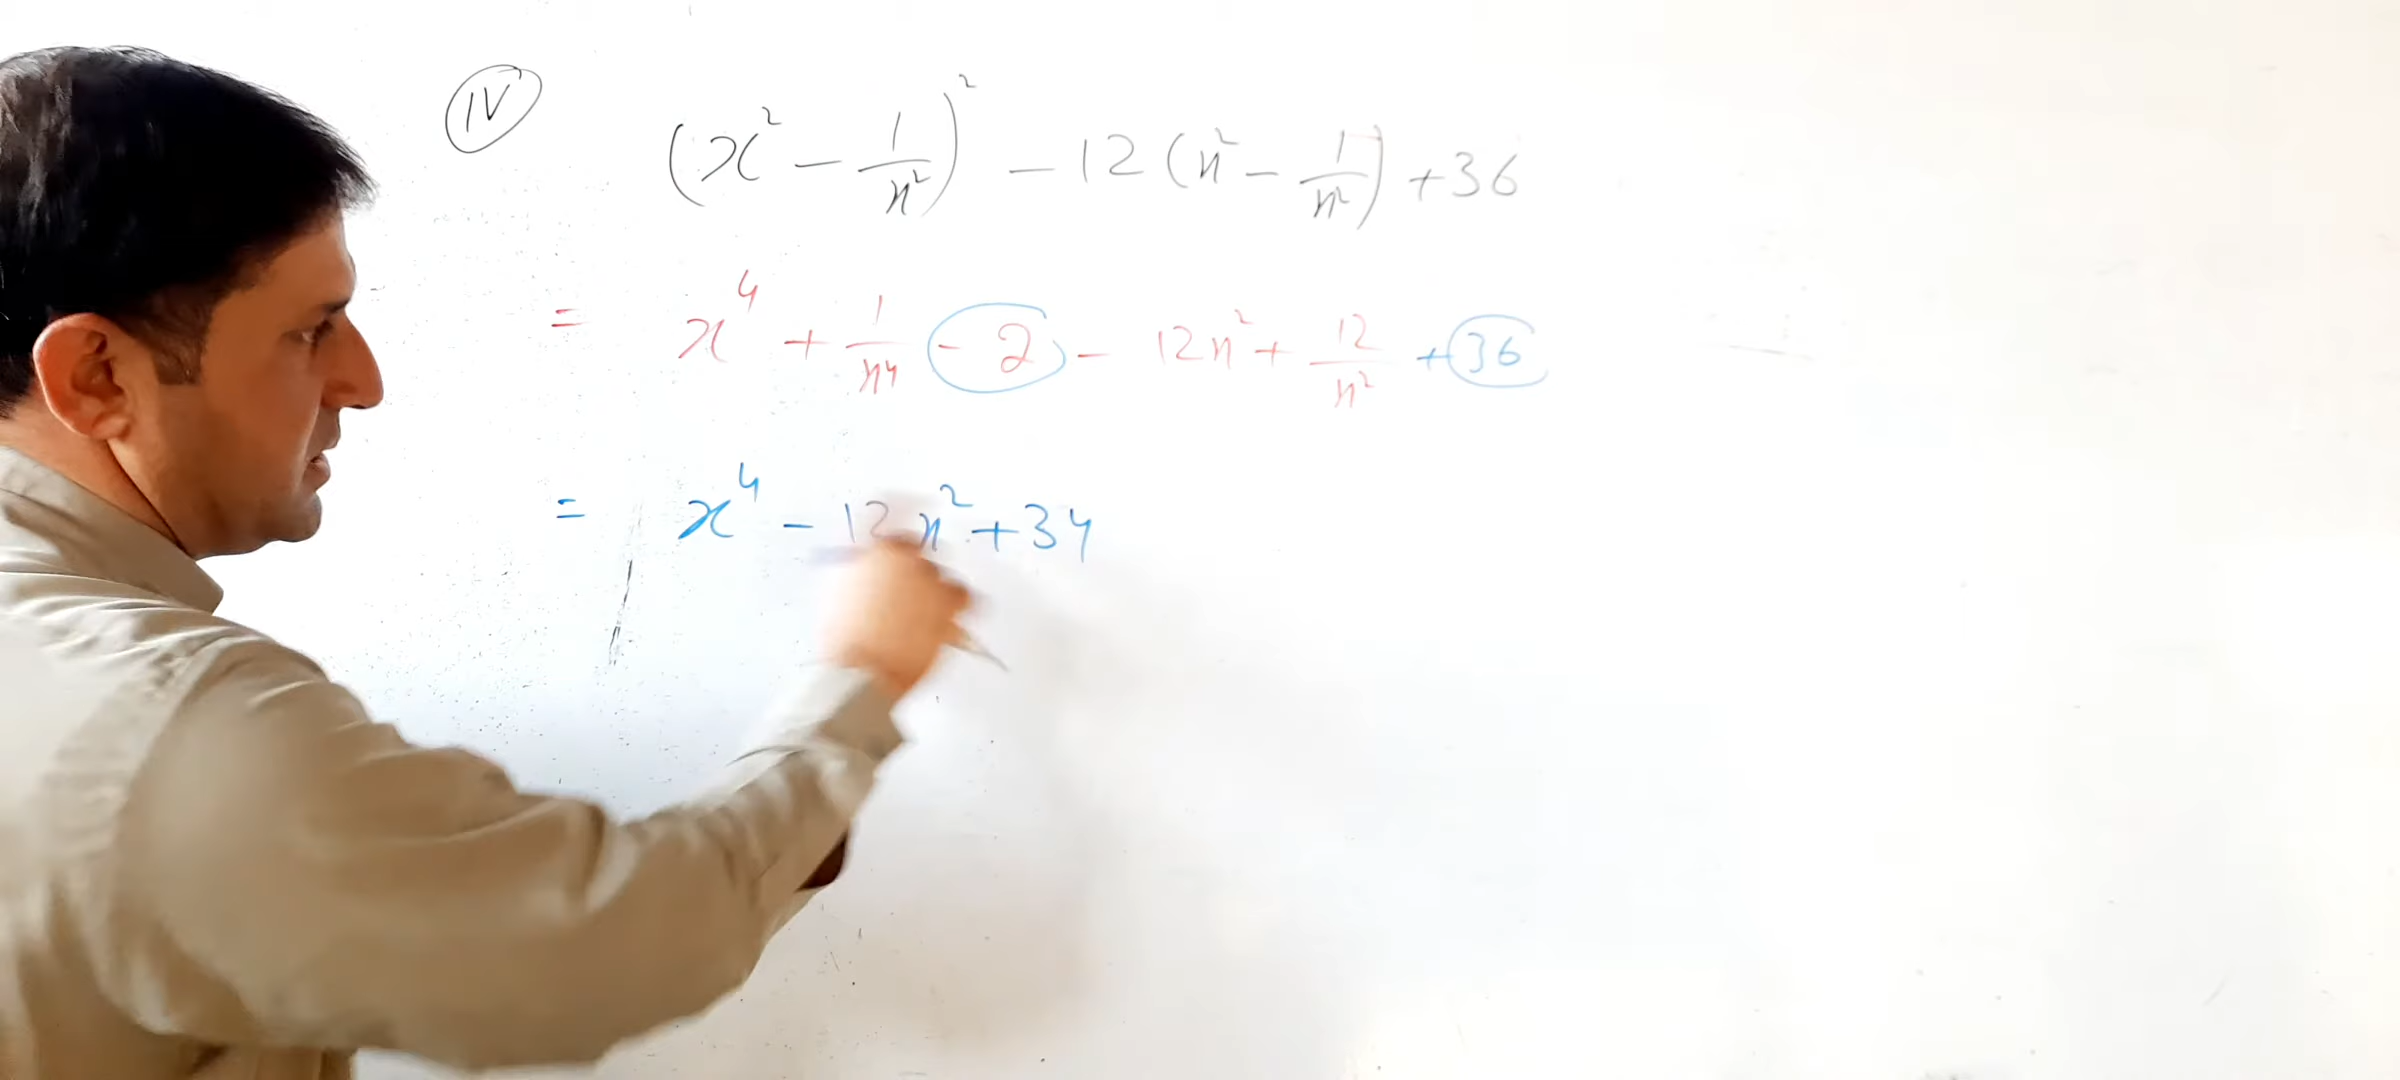 IV (x² - 1/x²)² - 12 (x² - 1/x²) + 36
= x⁴ + 1/x⁴ - 2 - 12x² + 12/x² + 36
= x⁴ - 12x² + 34